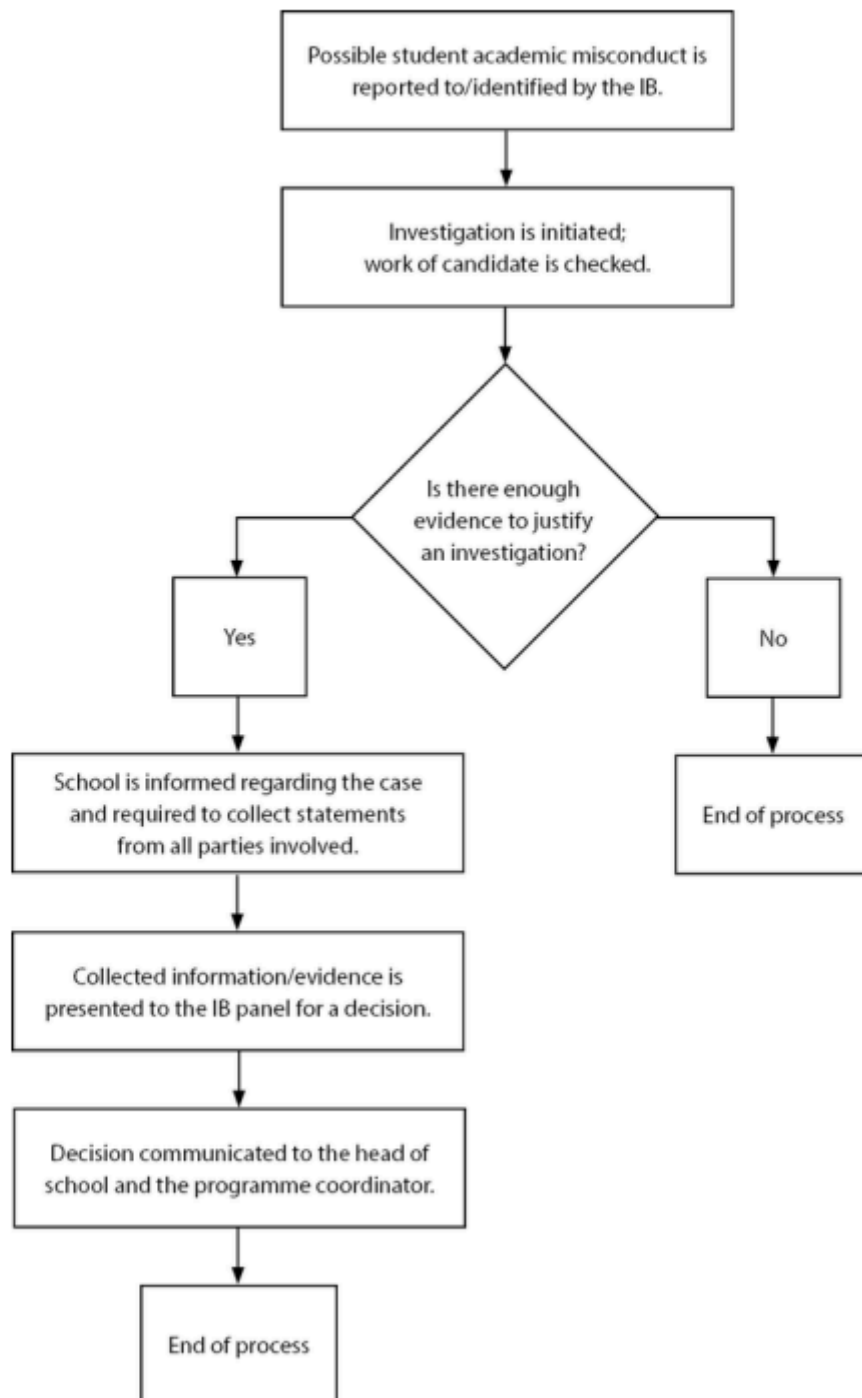 Possible student academic misconduct is
reported to/identified by the IB.
Investigation is initiated;
work of candidate is checked.
Is there enough
evidence to justify
an investigation?
Yes
No
School is informed regarding the case
and required to collect statements
from all parties involved.
End of process
Collected information/evidence is
presented to the IB panel for a decision.
Decision communicated to the head of
school and the programme coordinator.
End of process